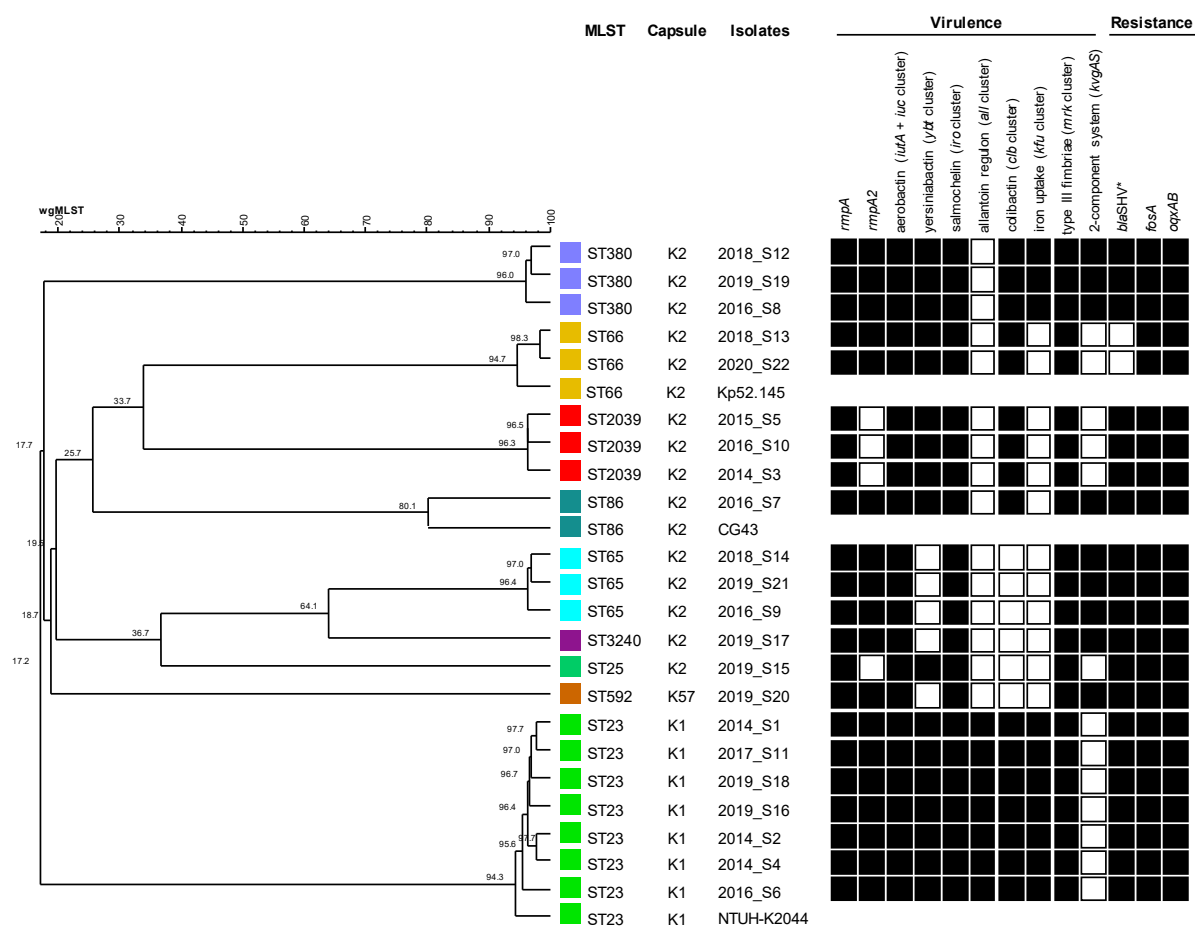 MLST Capsule Isolates Virulence Resistance
rmpA
rmpA2
aerobactin (iutA + iuc cluster)
yersiniabactin (ybt cluster)
salmochelin (iro cluster)
allantoin regulon (all cluster)
colibactin (clb cluster)
iron uptake (kfu cluster)
type III fimbriae (mrk cluster)
2-component system (kvgAS)
blaSHV*
fosA
oqxAB
wgMLST
20 30 40 50 60 70 80 90 100
97.0 ST380 K2 2018_S12
96.0 ST380 K2 2019_S19
ST380 K2 2016_S8
98.3 ST66 K2 2018_S13
94.7 ST66 K2 2020_S22
ST66 K2 Kp52.145
33.7
96.5 ST2039 K2 2015_S5
17.7 96.3 ST2039 K2 2016_S10
25.7
ST2039 K2 2014_S3
80.1 ST86 K2 2016_S7
ST86 K2 CG43
97.0 ST65 K2 2018_S14
96.4 ST65 K2 2019_S21
64.1 ST65 K2 2016_S9
18.7
36.7 ST3240 K2 2019_S17
17.2 ST25 K2 2019_S15
ST592 K57 2019_S20
97.7 ST23 K1 2014_S1
97.0 ST23 K1 2017_S11
96.7 ST23 K1 2019_S18
96.4 ST23 K1 2019_S16
95.6 97.7 ST23 K1 2014_S2
ST23 K1 2014_S4
94.3 ST23 K1 2016_S6
ST23 K1 NTUH-K2044